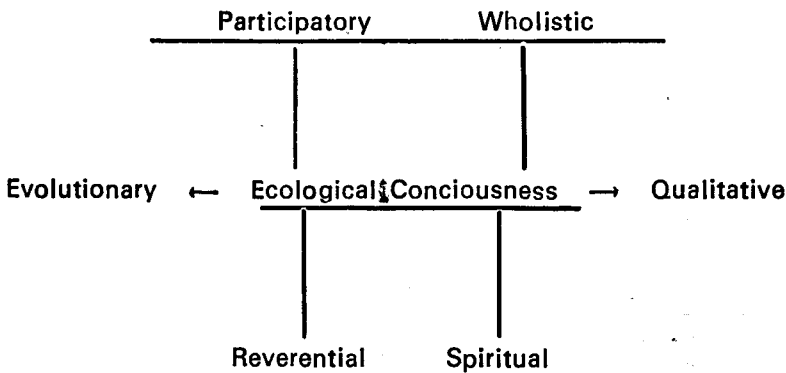 Participatory Wholistic
Evolutionary ← Ecological Conciousness → Qualitative
Reverential Spiritual